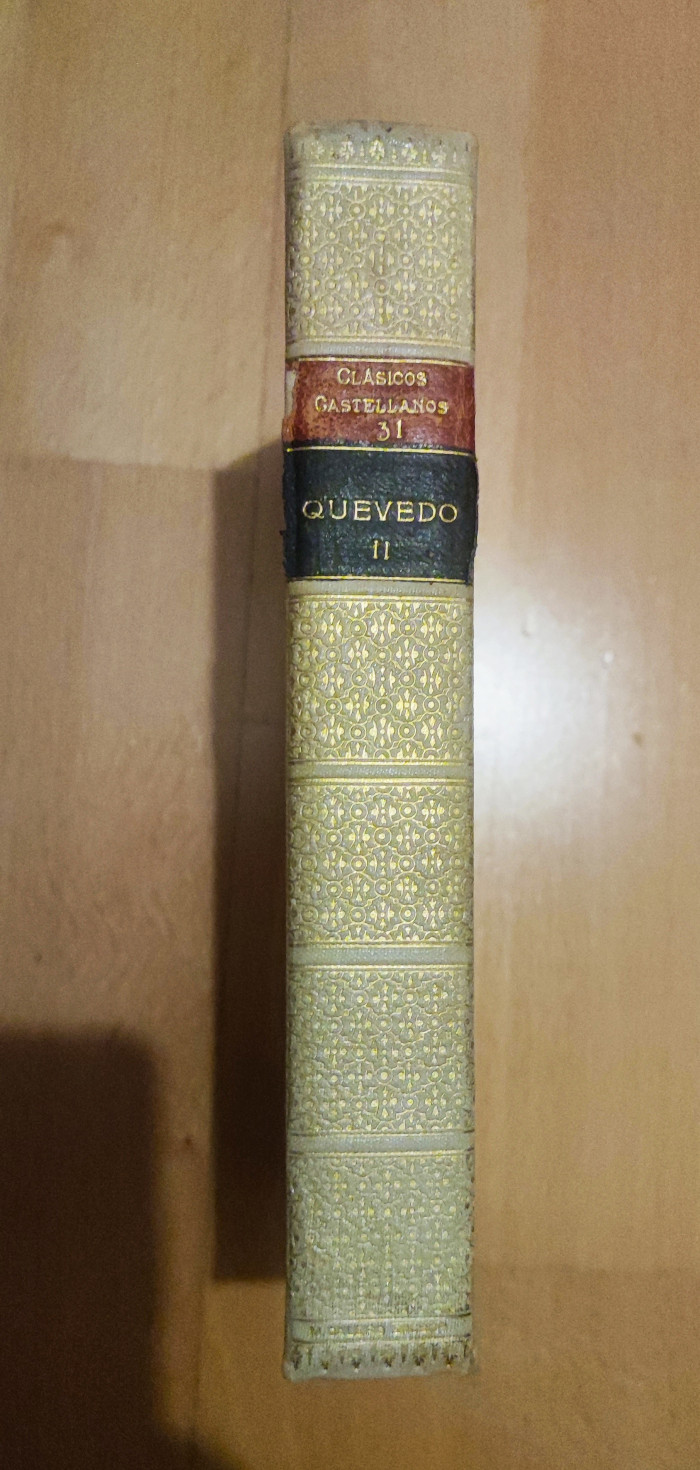 CLÁSICOS
CASTELLANOS
31
QUEVEDO
II